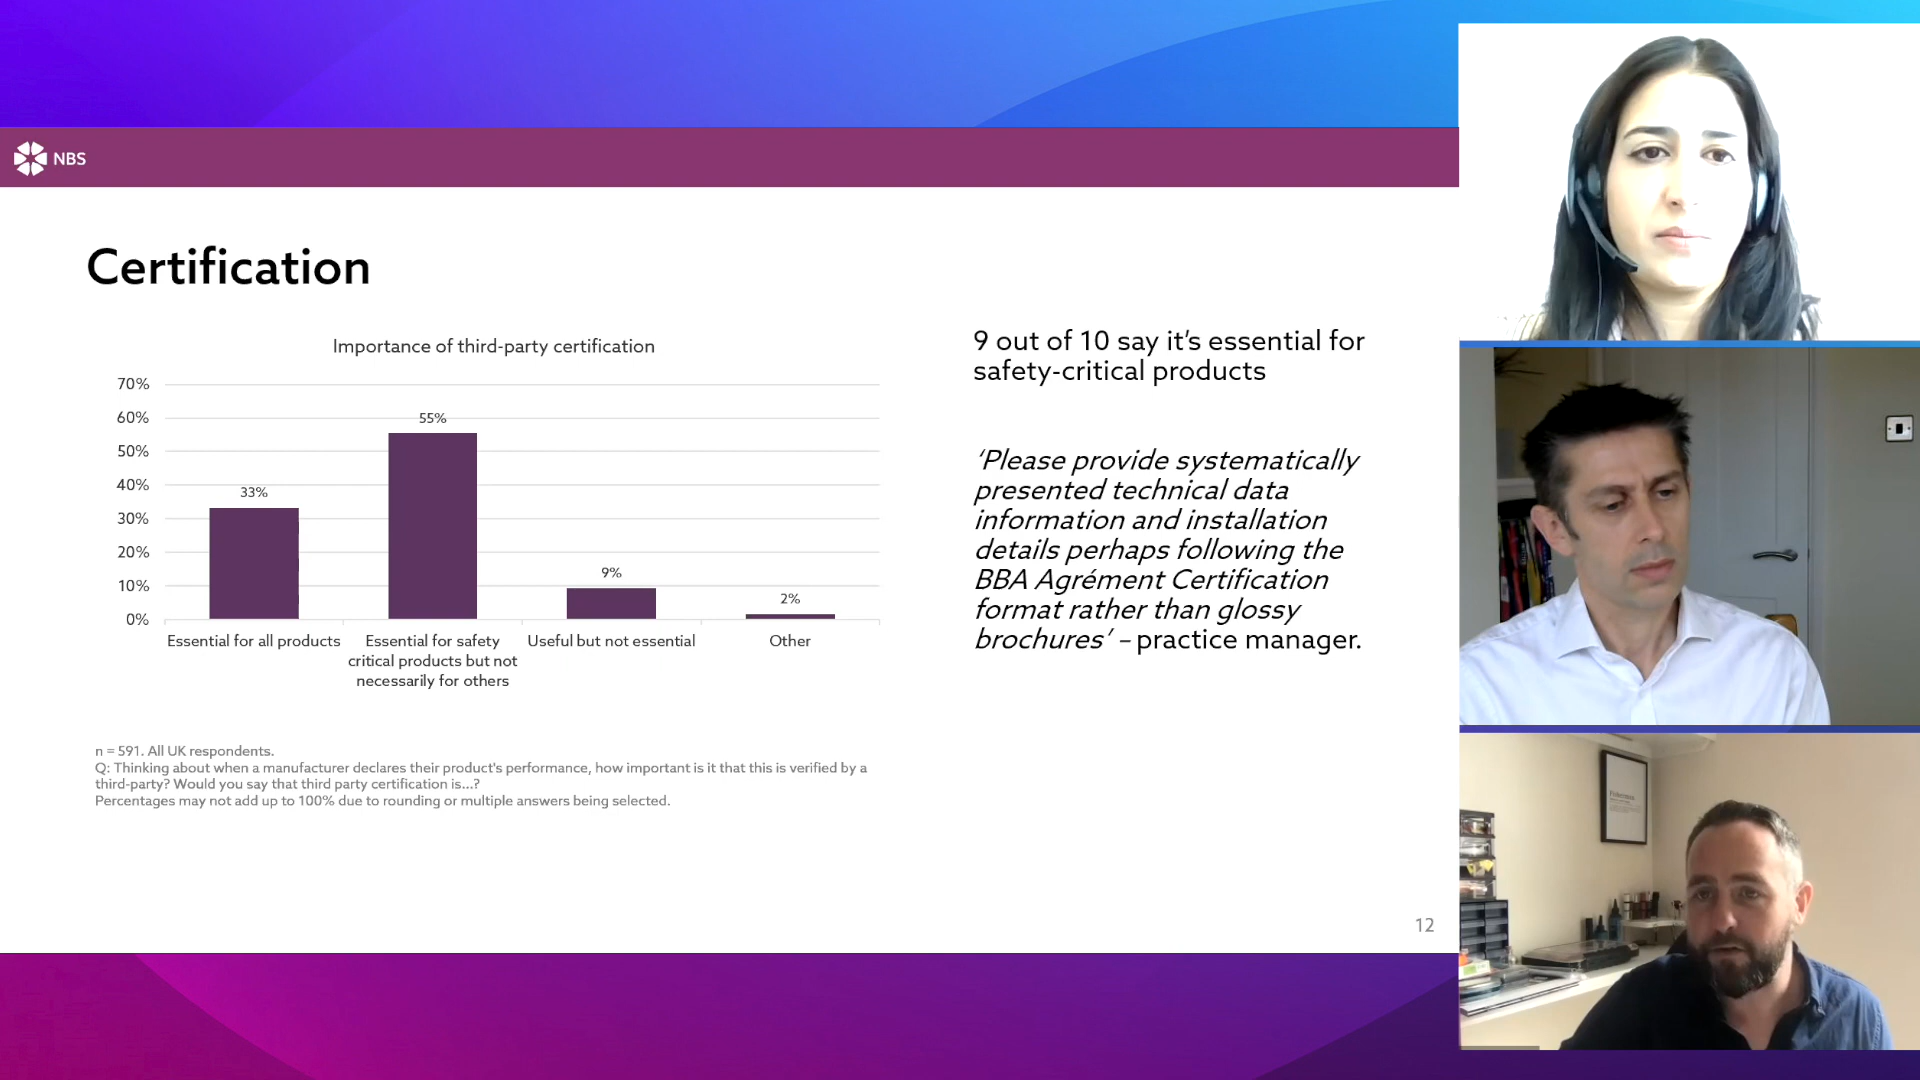 NBS
Certification
Importance of third-party certification
70%
60%
50%
40%
30%
20%
10%
0%
33%
55%
9%
2%
Essential for all products
Essential for safety
critical products but not
necessarily for others
Useful but not essential
Other
n = 591. All UK respondents.
Q: Thinking about when a manufacturer declares their product's performance, how important is it that this is verified by a
third-party? Would you say that third party certification is...?
Percentages may not add up to 100% due to rounding or multiple answers being selected.
9 out of 10 say it's essential for
safety-critical products
‘Please provide systematically
presented technical data
information and installation
details perhaps following the
BBA Agrément Certification
format rather than glossy
brochures’ – practice manager.
12